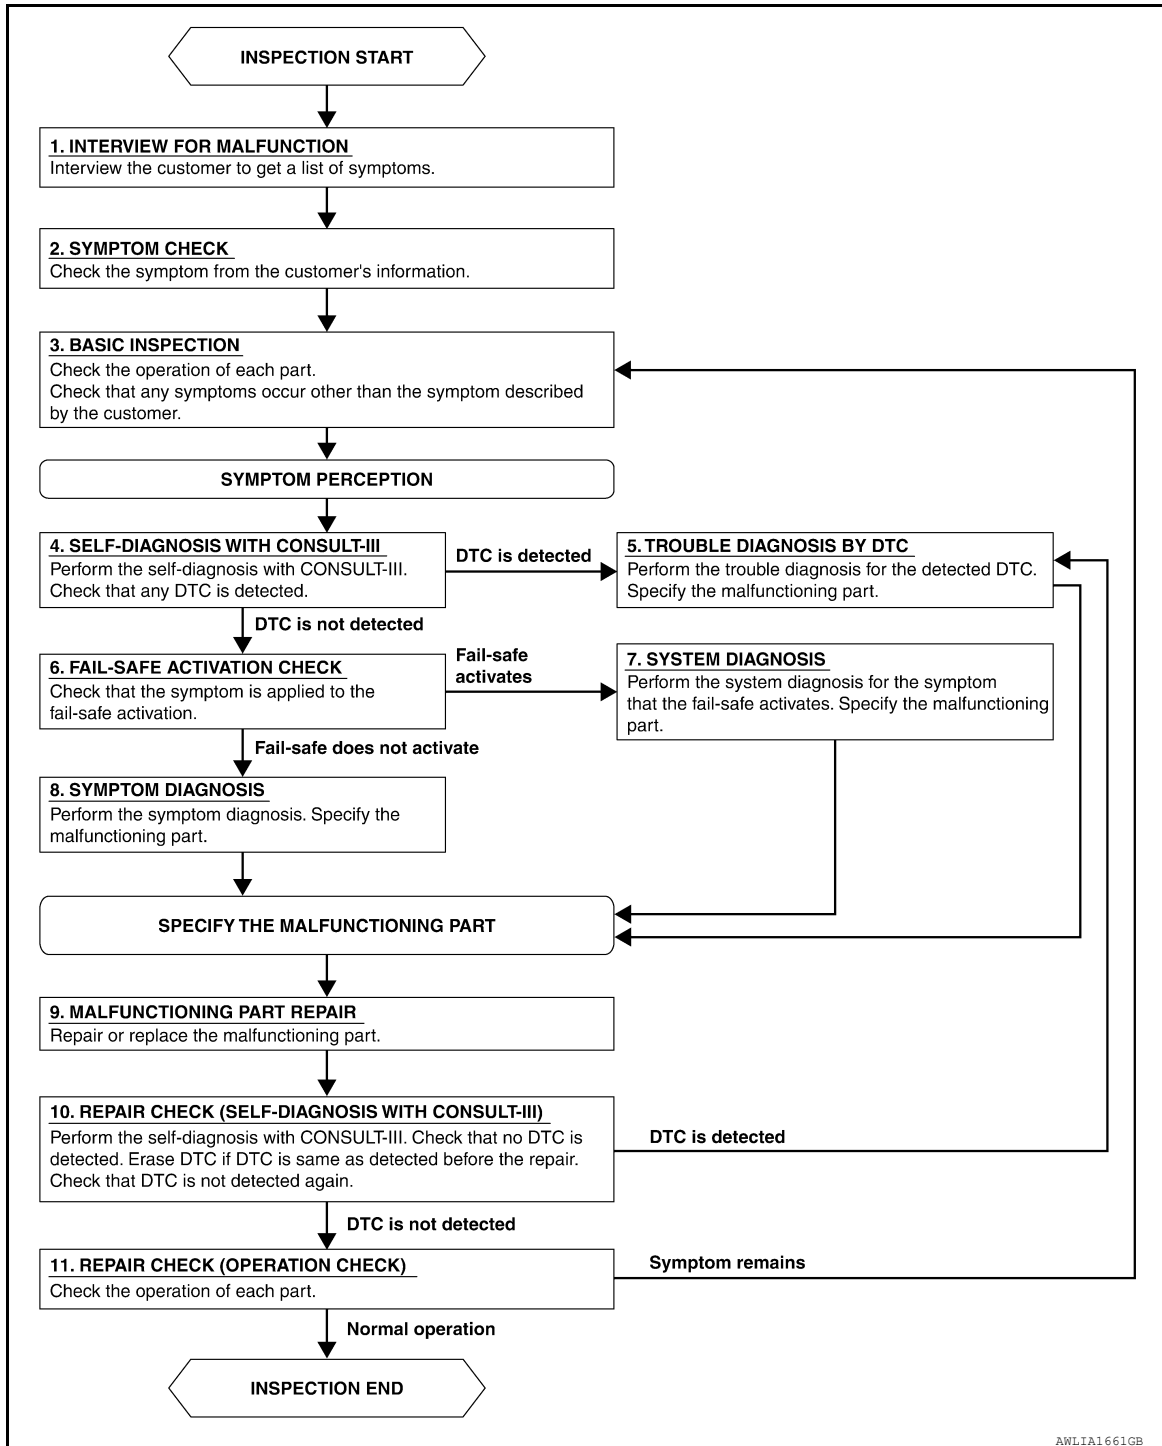 INSPECTION START
1. INTERVIEW FOR MALFUNCTION
Interview the customer to get a list of symptoms.
2. SYMPTOM CHECK
Check the symptom from the customer's information.
3. BASIC INSPECTION
Check the operation of each part.
Check that any symptoms occur other than the symptom described
by the customer.
SYMPTOM PERCEPTION
4. SELF-DIAGNOSIS WITH CONSULT-III
Perform the self-diagnosis with CONSULT-III.
Check that any DTC is detected.
DTC is detected
5. TROUBLE DIAGNOSIS BY DTC
Perform the trouble diagnosis for the detected DTC.
Specify the malfunctioning part.
DTC is not detected
6. FAIL-SAFE ACTIVATION CHECK
Check that the symptom is applied to the
fail-safe activation.
Fail-safe
activates
7. SYSTEM DIAGNOSIS
Perform the system diagnosis for the symptom
that the fail-safe activates. Specify the malfunctioning
part.
Fail-safe does not activate
8. SYMPTOM DIAGNOSIS
Perform the symptom diagnosis. Specify the
malfunctioning part.
SPECIFY THE MALFUNCTIONING PART
9. MALFUNCTIONING PART REPAIR
Repair or replace the malfunctioning part.
10. REPAIR CHECK (SELF-DIAGNOSIS WITH CONSULT-III)
Perform the self-diagnosis with CONSULT-III. Check that no DTC is
detected. Erase DTC if DTC is same as detected before the repair.
Check that DTC is not detected again.
DTC is detected
DTC is not detected
11. REPAIR CHECK (OPERATION CHECK)
Check the operation of each part.
Symptom remains
Normal operation
INSPECTION END
AWLIA1661GB